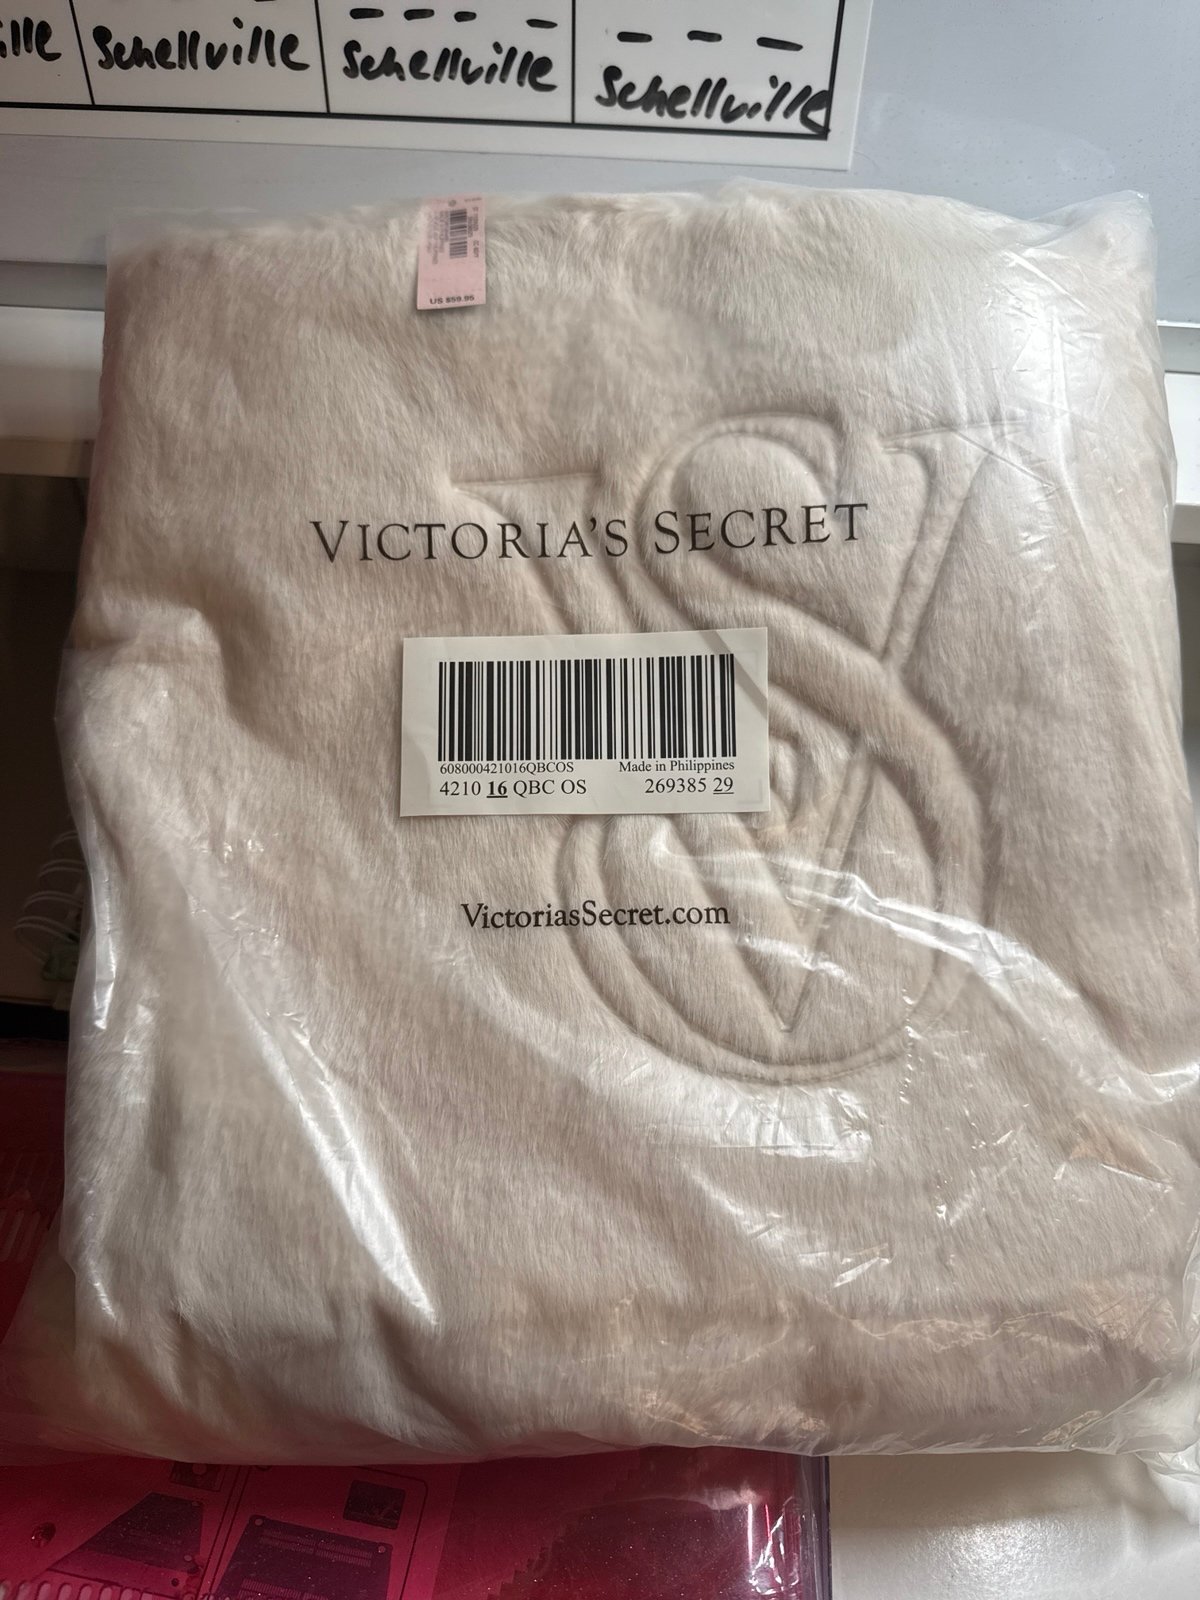 ille Schellville Schellville Schellville
US $59.95
VICTORIA'S SECRET
608000421016QBCOS Made in Philippines
4210 16 QBC OS 269385 29
VictoriasSecret.com